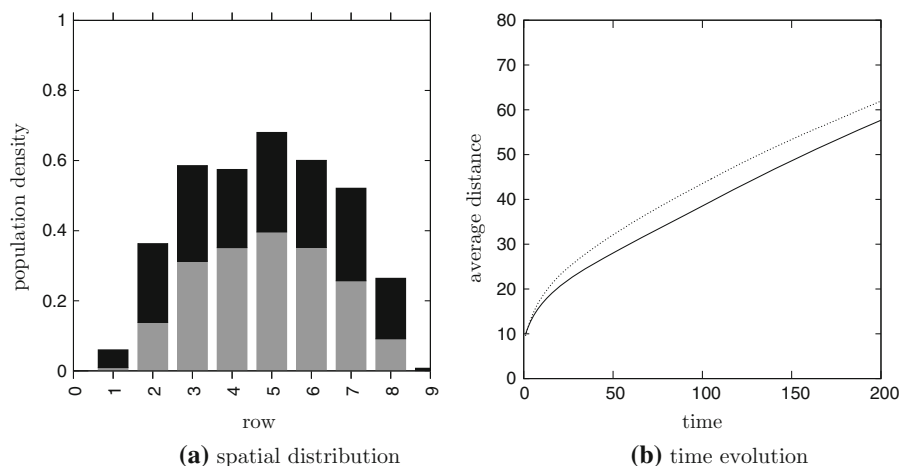 1
0.8
0.6
0.4
0.2
0
population density
0 1 2 3 4 5 6 7 8 9
row
(a) spatial distribution
80
70
60
50
40
30
20
10
0
average distance
0 50 100 150 200
time
(b) time evolution